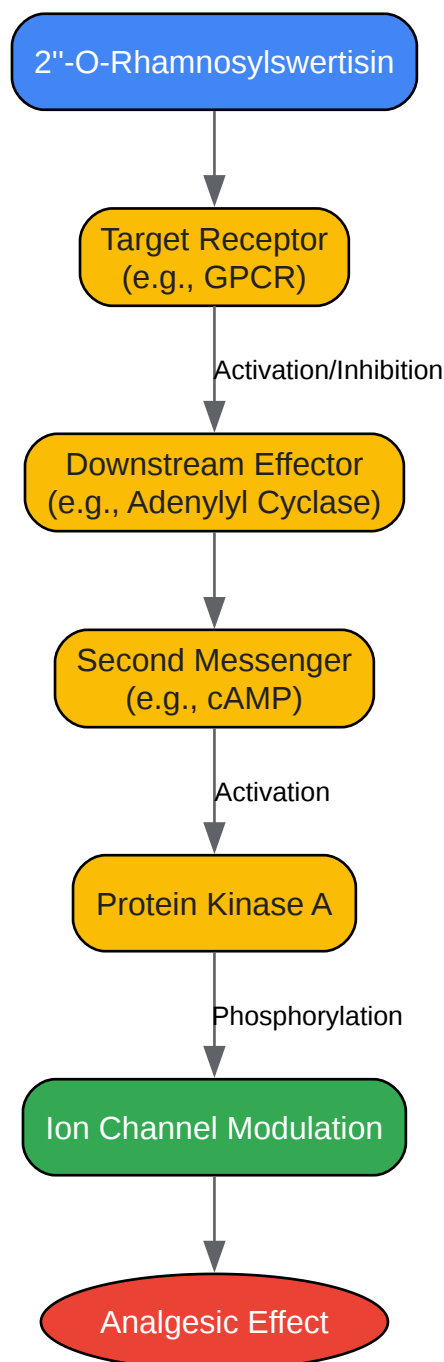 2''-O-Rhamnosylswertisin
Target Receptor
(e.g., GPCR)
Activation/Inhibition
Downstream Effector
(e.g., Adenylyl Cyclase)
Second Messenger
(e.g., cAMP)
Activation
Protein Kinase A
Phosphorylation
Ion Channel Modulation
Analgesic Effect